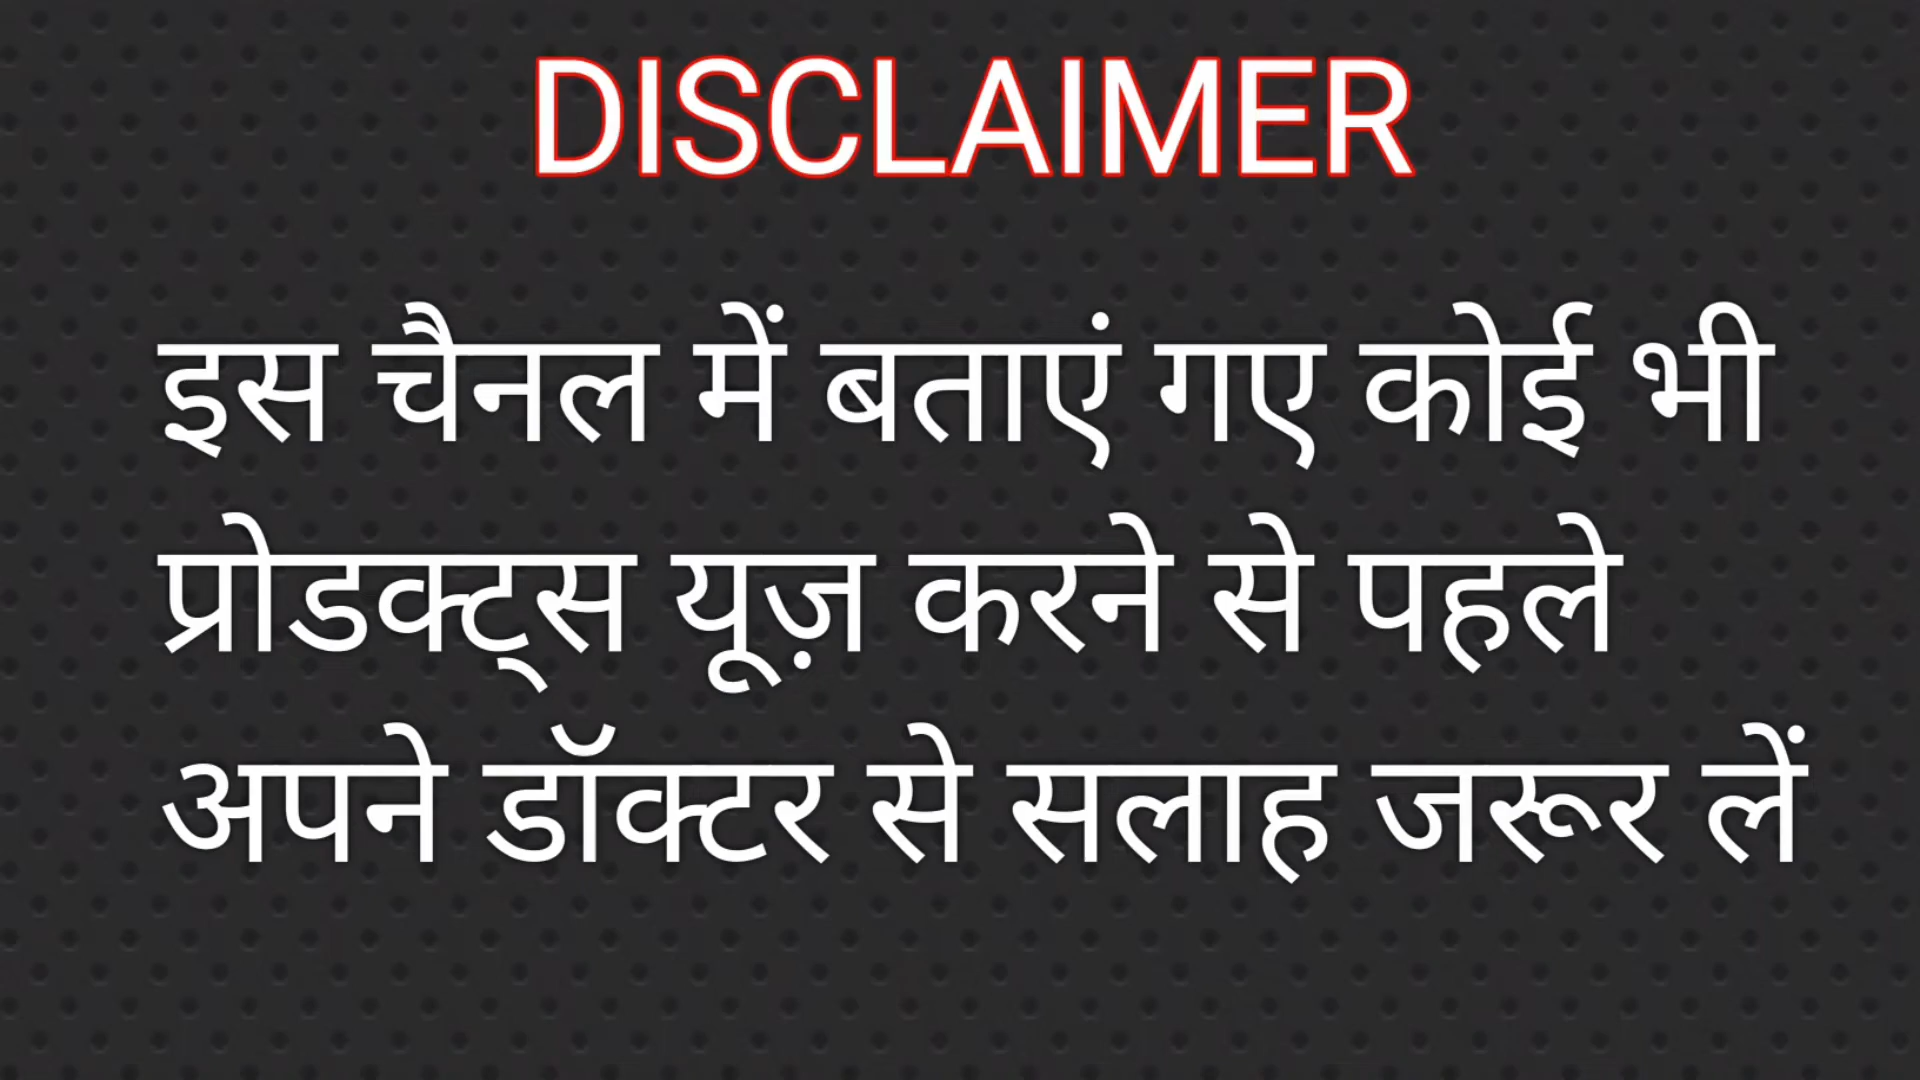 DISCLAIMER
इस चैनल में बताएं गए कोई भी
प्रोडक्ट्स यूज़ करने से पहले
अपने डॉक्टर से सलाह जरूर लें